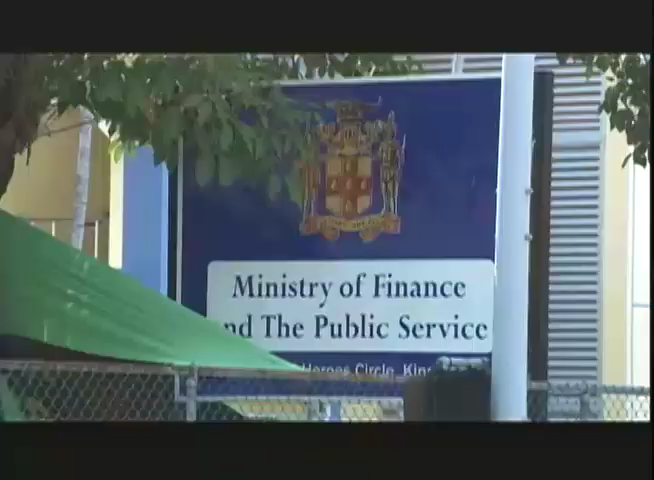 Ministry of Finance
nd The Public Service
Heroes Circle, Kin